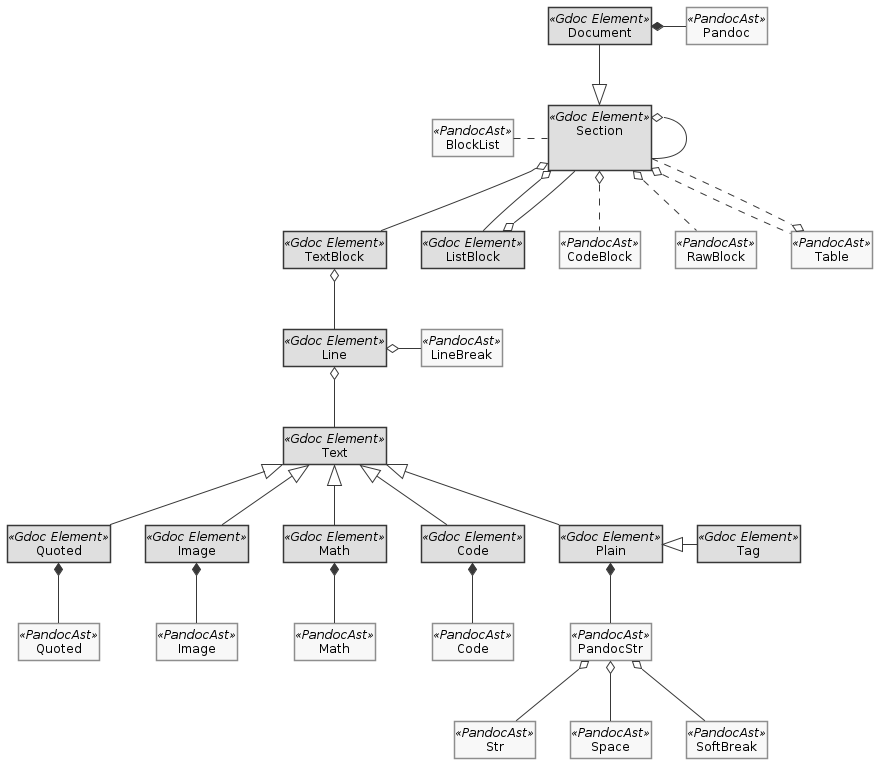 «Gdoc Element»
Document
«PandocAst»
Pandoc
«Gdoc Element»
Section
«PandocAst»
BlockList
«Gdoc Element»
TextBlock
«Gdoc Element»
ListBlock
«PandocAst»
CodeBlock
«PandocAst»
RawBlock
«PandocAst»
Table
«Gdoc Element»
Line
«PandocAst»
LineBreak
«Gdoc Element»
Text
«Gdoc Element»
Quoted
«Gdoc Element»
Image
«Gdoc Element»
Math
«Gdoc Element»
Code
«Gdoc Element»
Plain
«Gdoc Element»
Tag
«PandocAst»
Quoted
«PandocAst»
Image
«PandocAst»
Math
«PandocAst»
Code
«PandocAst»
PandocStr
«PandocAst»
Str
«PandocAst»
Space
«PandocAst»
SoftBreak